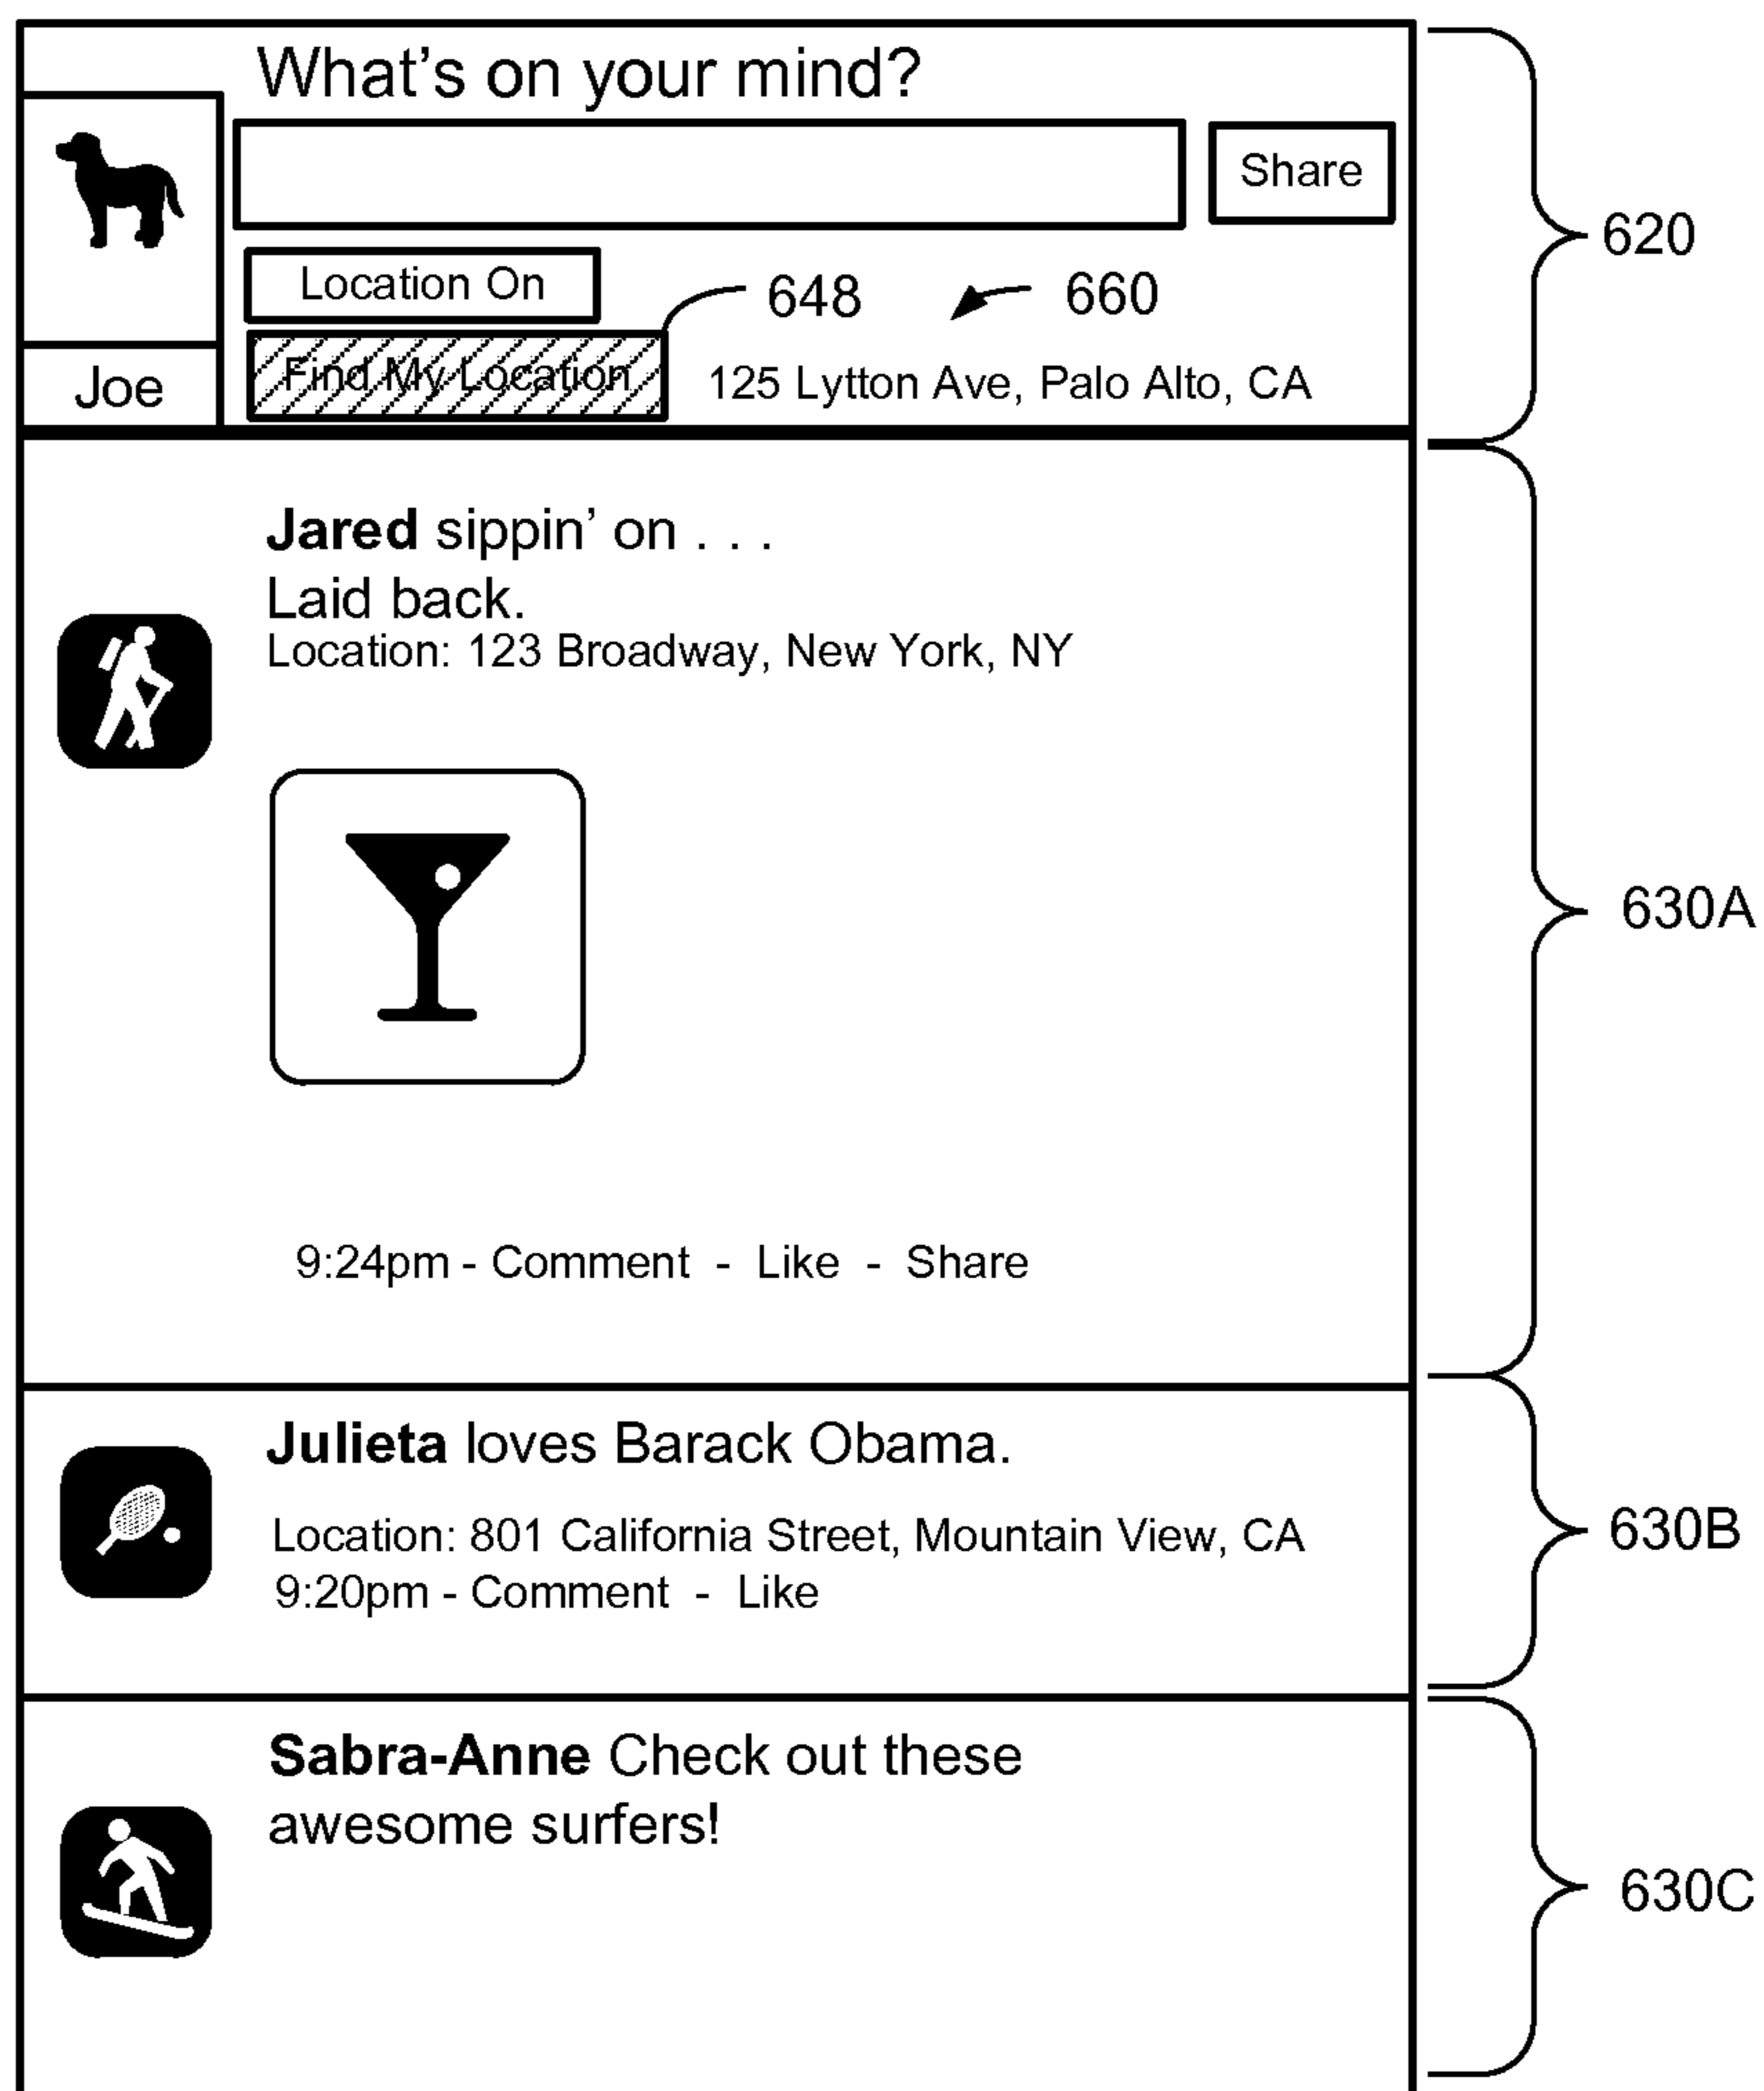 What's on your mind?
Share
620
Location On
648
660
Find My Location
125 Lytton Ave, Palo Alto, CA
Joe
Jared sippin' on . . .
Laid back.
Location: 123 Broadway, New York, NY
630A
9:24pm - Comment - Like - Share
Julieta loves Barack Obama.
Location: 801 California Street, Mountain View, CA
630B
9:20pm - Comment - Like
Sabra-Anne Check out these
awesome surfers!
630C